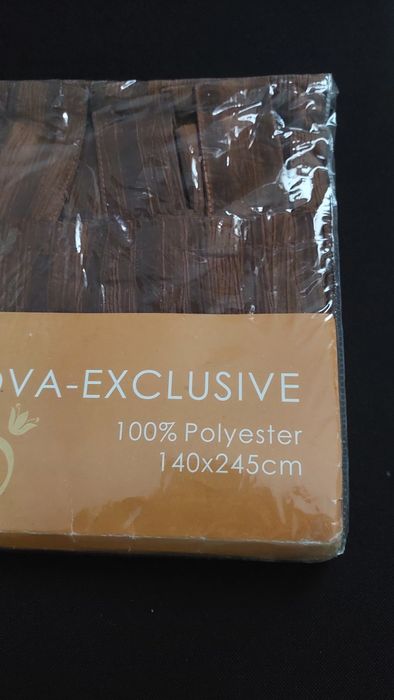 OVA-EXCLUSIVE
100% Polyester
140x245cm